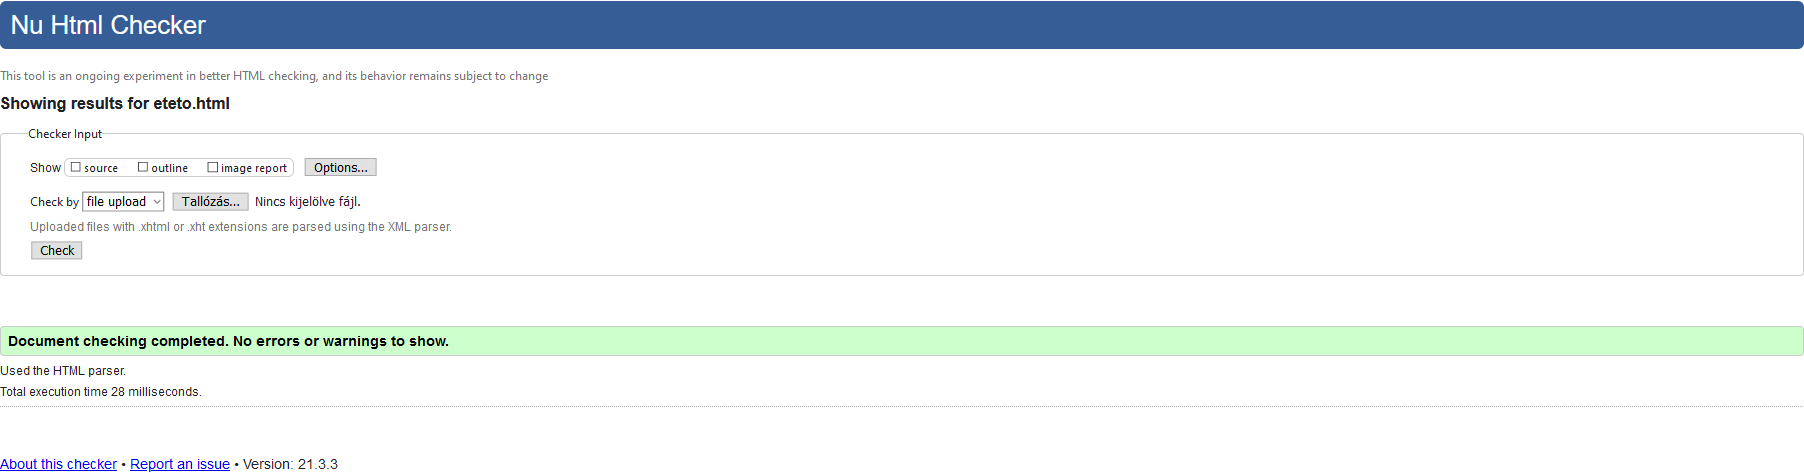 Nu Html Checker
This tool is an ongoing experiment in better HTML checking, and its behavior remains subject to change
Showing results for eteto.html
Checker Input
Show source outline image report Options...
Check by file upload Tallózás... Nincs kijelölve fájl.
Uploaded files with .xhtml or .xht extensions are parsed using the XML parser.
Check
Document checking completed. No errors or warnings to show.
Used the HTML parser.
Total execution time 28 milliseconds.
About this checker • Report an issue • Version: 21.3.3